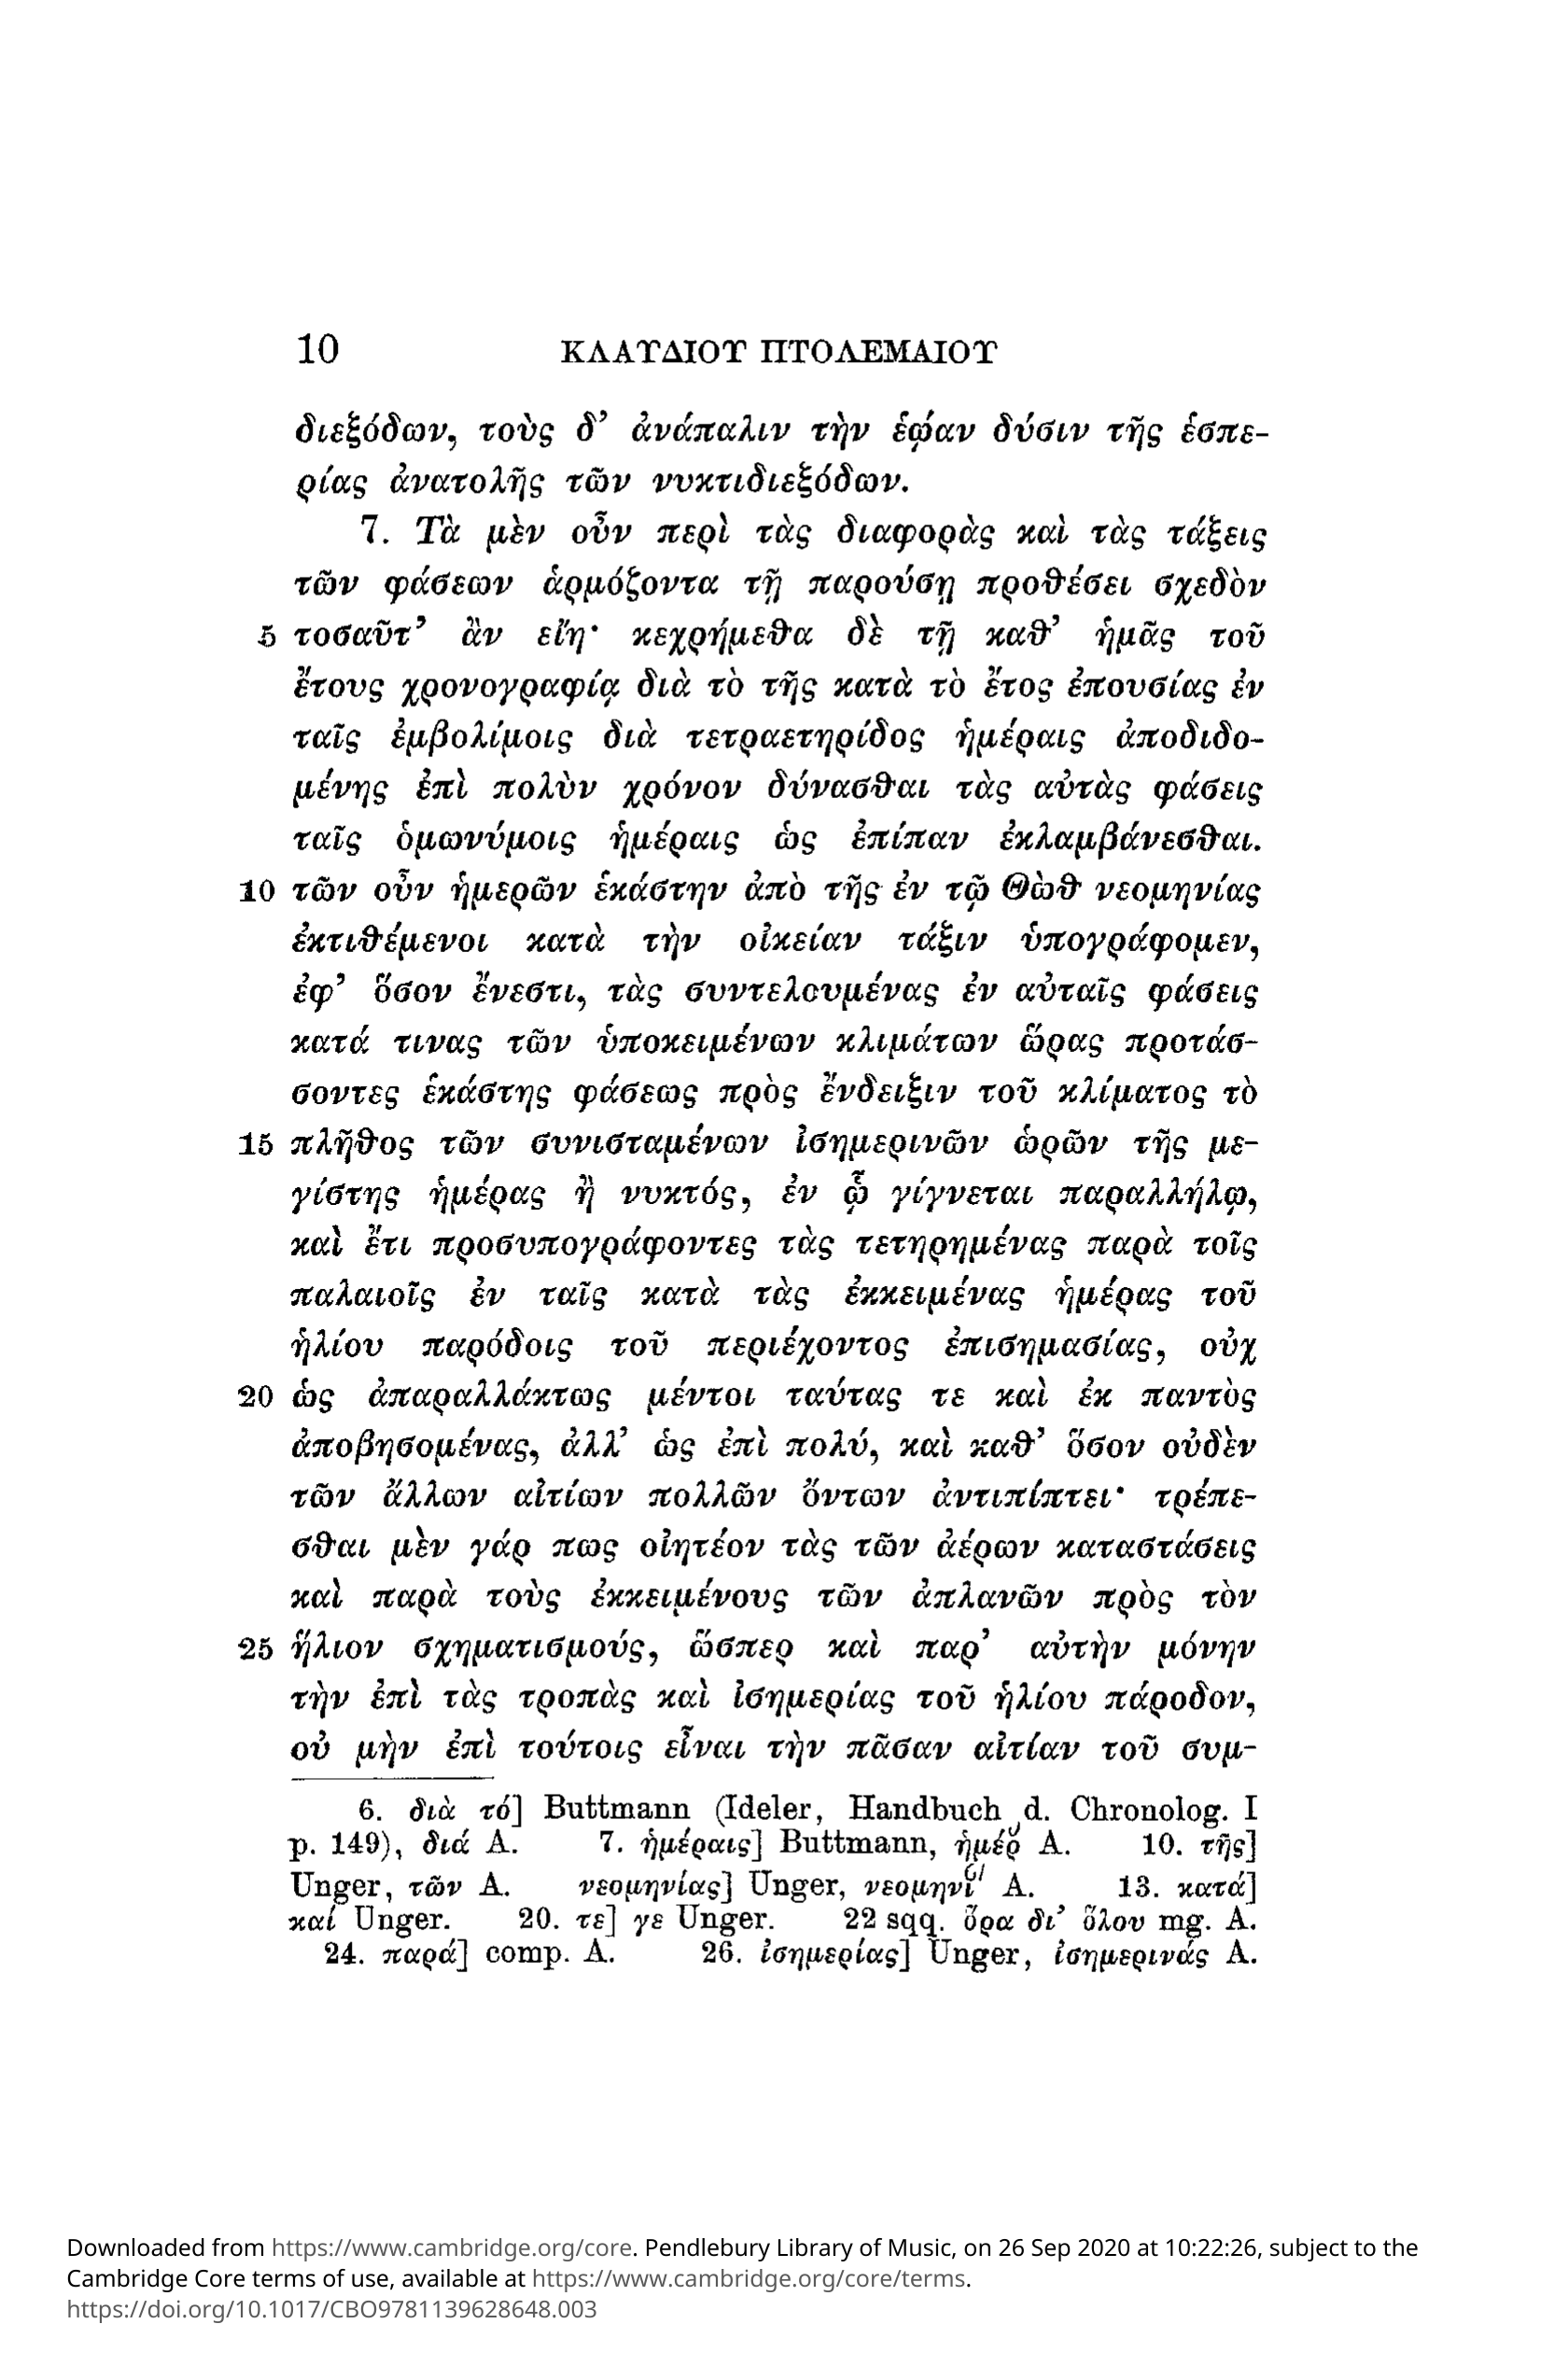 10 ΚΛΑΥΔΙΟΥ ΠΤΟΛΕΜΑΙΟΥ
διεξόδων, τοὺς δ’ ἀνάπαλιν τὴν ἑῴαν δύσιν τῆς ἑσπε-
ρίας ἀνατολῆς τῶν νυκτιδιεξόδων.
7. Τὰ μὲν οὖν περὶ τὰς διαφορὰς καὶ τὰς τάξεις
τῶν φάσεων ἁρμόζοντα τῇ παρούσῃ προθέσει σχεδὸν
5 τοσαῦτ’ ἂν εἴη· κεχρήμεθα δὲ τῇ καθ’ ἡμᾶς τοῦ
ἔτους χρονογραφίᾳ διὰ τὸ τῆς κατὰ τὸ ἔτος ἐπουσίας ἐν
ταῖς ἐμβολίμοις διὰ τετραετηρίδος ἡμέραις ἀποδιδο-
μένης ἐπὶ πολὺν χρόνον δύνασθαι τὰς αὐτὰς φάσεις
ταῖς ὁμωνύμοις ἡμέραις ὡς ἐπίπαν ἐκλαμβάνεσθαι.
10 τῶν οὖν ἡμερῶν ἑκάστην ἀπὸ τῆς ἐν τῷ Θὼθ νεομηνίας
ἐκτιθέμενοι κατὰ τὴν οἰκείαν τάξιν ὑπογράφομεν,
ἐφ’ ὅσον ἔνεστι, τὰς συντελουμένας ἐν αὐταῖς φάσεις
κατά τινας τῶν ὑποκειμένων κλιμάτων ὥρας προτάσ-
σοντες ἑκάστης φάσεως πρὸς ἔνδειξιν τοῦ κλίματος τὸ
15 πλῆθος τῶν συνισταμένων ἰσημερινῶν ὡρῶν τῆς με-
γίστης ἡμέρας ἢ νυκτός, ἐν ᾧ γίγνεται παραλλήλῳ,
καὶ ἔτι προσυπογράφοντες τὰς τετηρημένας παρὰ τοῖς
παλαιοῖς ἐν ταῖς κατὰ τὰς ἐκκειμένας ἡμέρας τοῦ
ἡλίου παρόδοις τοῦ περιέχοντος ἐπισημασίας, οὐχ
20 ὡς ἀπαραλλάκτως μέντοι ταύτας τε καὶ ἐκ παντὸς
ἀποβησομένας, ἀλλ’ ὡς ἐπὶ πολύ, καὶ καθ’ ὅσον οὐδὲν
τῶν ἄλλων αἰτίων πολλῶν ὄντων ἀντιπίπτει· τρέπε-
σθαι μὲν γάρ πως οἰητέον τὰς τῶν ἀέρων καταστάσεις
καὶ παρὰ τοὺς ἐκκειμένους τῶν ἀπλανῶν πρὸς τὸν
25 ἥλιον σχηματισμούς, ὥσπερ καὶ παρ’ αὐτὴν μόνην
τὴν ἐπὶ τὰς τροπὰς καὶ ἰσημερίας τοῦ ἡλίου πάροδον,
οὐ μὴν ἐπὶ τούτοις εἶναι τὴν πᾶσαν αἰτίαν τοῦ συμ-
6. διὰ τό] Buttmann (Ideler, Handbuch d. Chronolog. I
p. 149), διά A. 7. ἡμέραις] Buttmann, ἡμέρ A. 10. τῆς]
Unger, τῶν A. νεομηνίας] Unger, A. 13. κατά]
καί Unger. 20. τε] γε Unger. 22 sqq. ὅρα δι’ ὅλου mg. A.
24. παρά] comp. A. 26. ἰσημερίας] Unger, ἰσημερινάς A.
Downloaded from https://www.cambridge.org/core. Pendlebury Library of Music, on 26 Sep 2020 at 10:22:26, subject to the
Cambridge Core terms of use, available at https://www.cambridge.org/core/terms.
https://doi.org/10.1017/CBO9781139628648.003